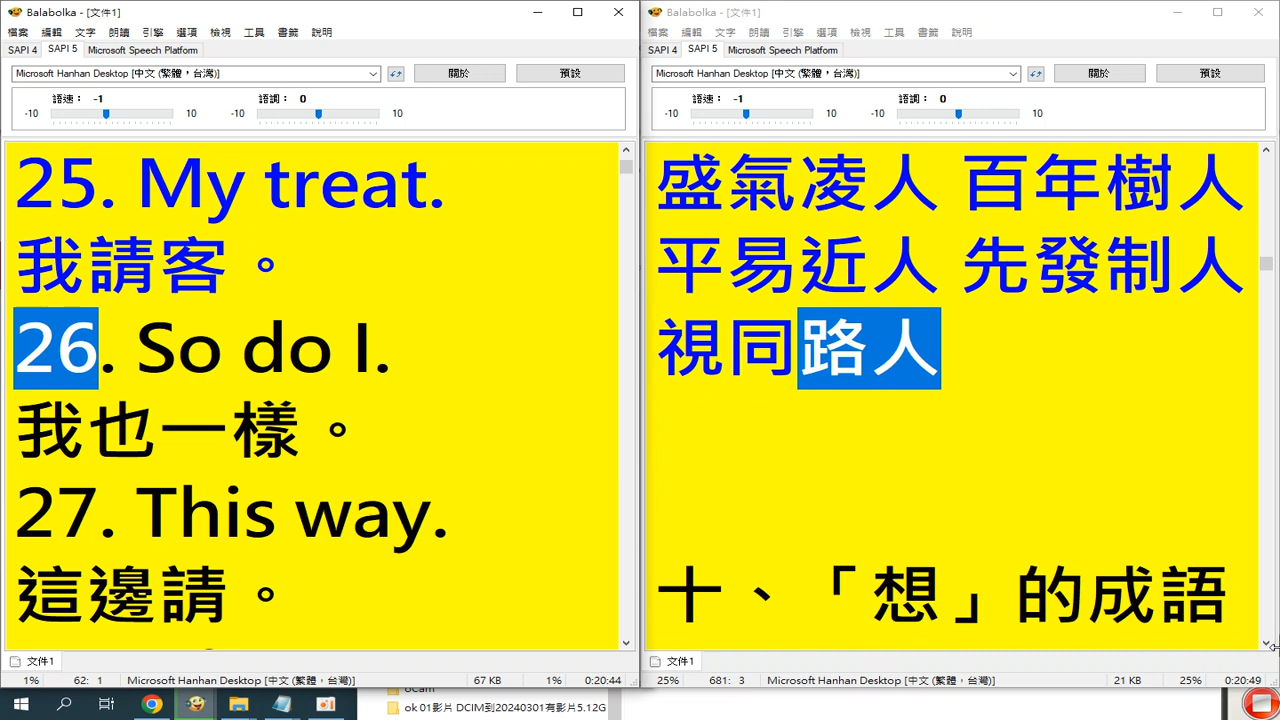 Balabolka - [文件1]
檔案 編輯 文字 朗讀 引擎 選項 檢視 工具 書籤 說明
SAPI 4 SAPI 5 Microsoft Speech Platform
Microsoft Hanhan Desktop [中文 (繁體，台灣)] 關於 預設
語速： -1 語調： 0
-10 10 -10 10
25. My treat.
我請客。
26. So do I.
我也一樣。
27. This way.
這邊請。
文件1
1% 62: 1 Microsoft Hanhan Desktop [中文 (繁體，台灣)] 67 KB 1% 0:20:44
Balabolka - [文件1]
檔案 編輯 文字 朗讀 引擎 選項 檢視 工具 書籤 說明
SAPI 4 SAPI 5 Microsoft Speech Platform
Microsoft Hanhan Desktop [中文 (繁體，台灣)] 關於 預設
語速： -1 語調： 0
-10 10 -10 10
盛氣凌人 百年樹人
平易近人 先發制人
視同路人
十、「想」的成語
文件1
25% 681: 3 Microsoft Hanhan Desktop [中文 (繁體，台灣)] 21 KB 25% 0:20:49
oCam
ok 01影片 DCIM到20240301有影片5.12G